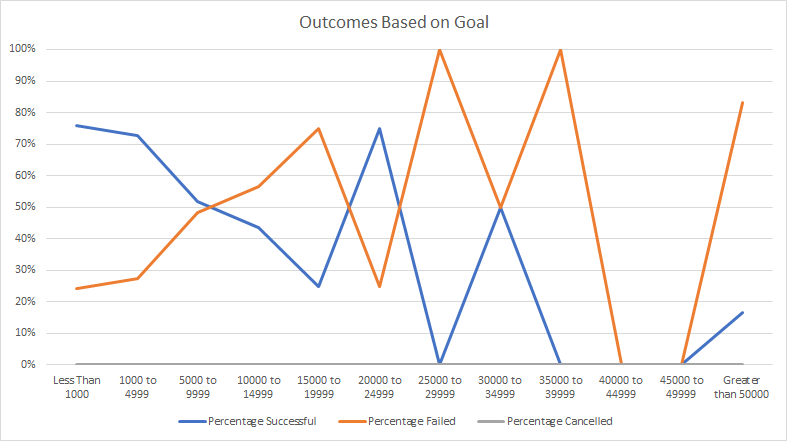 Outcomes Based on Goal
100%
90%
80%
70%
60%
50%
40%
30%
20%
10%
0%
Less Than
1000
1000 to
4999
5000 to
9999
10000 to
14999
15000 to
19999
20000 to
24999
25000 to
29999
30000 to
34999
35000 to
39999
40000 to
44999
45000 to
49999
Greater
than 50000
Percentage Successful
Percentage Failed
Percentage Cancelled